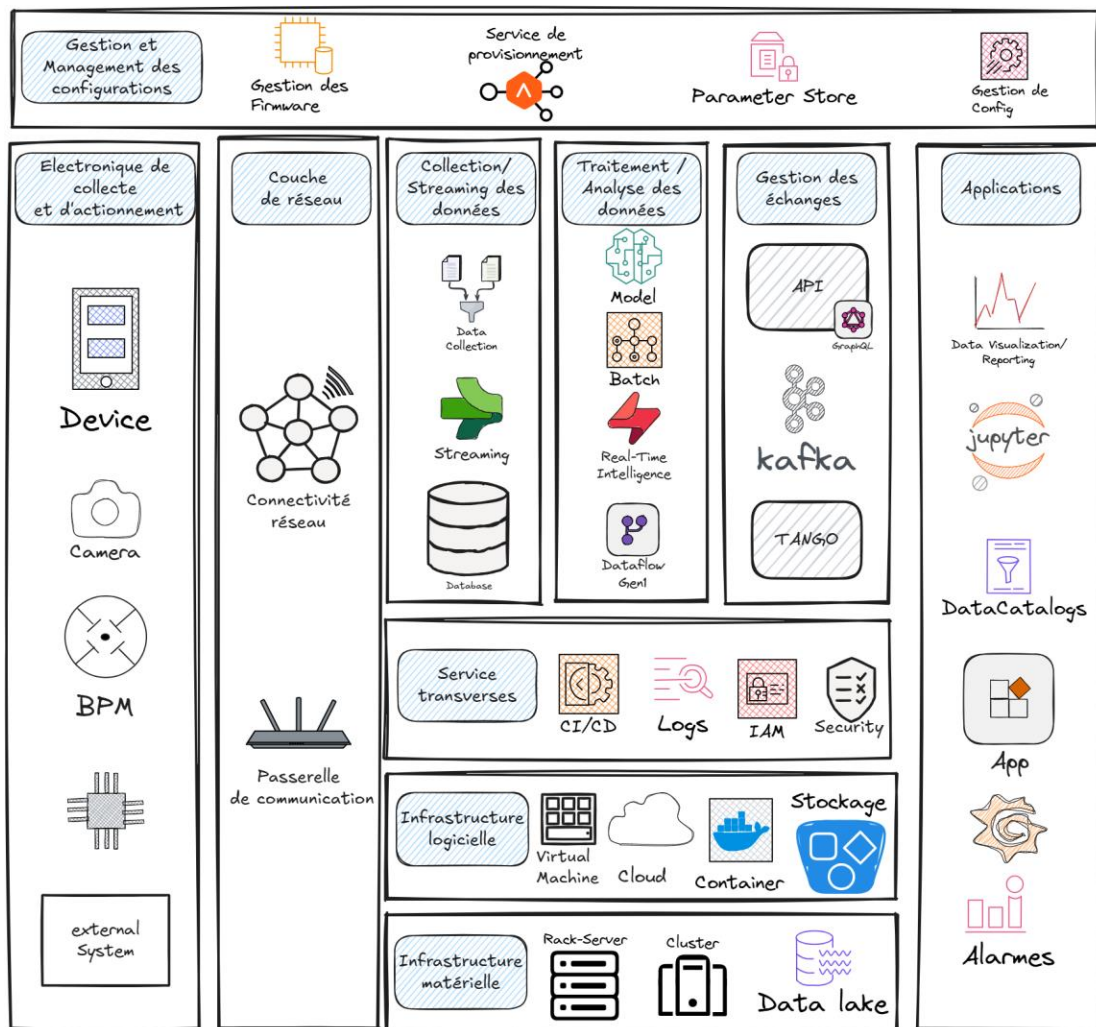 Gestion et
Management des
configurations
Gestion des
Firmware
Service de
provisionnement
Parameter Store
Gestion de
Config
Electronique de
collecte
et d'actionnement
Device
Camera
BPM
external
System
Couche
de réseau
Connectivité
réseau
Passerelle
de communication
Collection/
Streaming des
données
Data
Collection
Streaming
Database
Traitement /
Analyse des
données
Model
Batch
Real-Time
Intelligence
Dataflow
Gen1
Gestion des
échanges
API
GraphQL
kafka
TANGO
Applications
Data Visualization/
Reporting
jupyter
DataCatalogs
App
Alarmes
Service
transverses
CI/CD
Logs
IAM
Security
Infrastructure
logicielle
Virtual
Machine
Cloud
Container
Stockage
Infrastructure
matérielle
Rack-Server
Cluster
Data lake